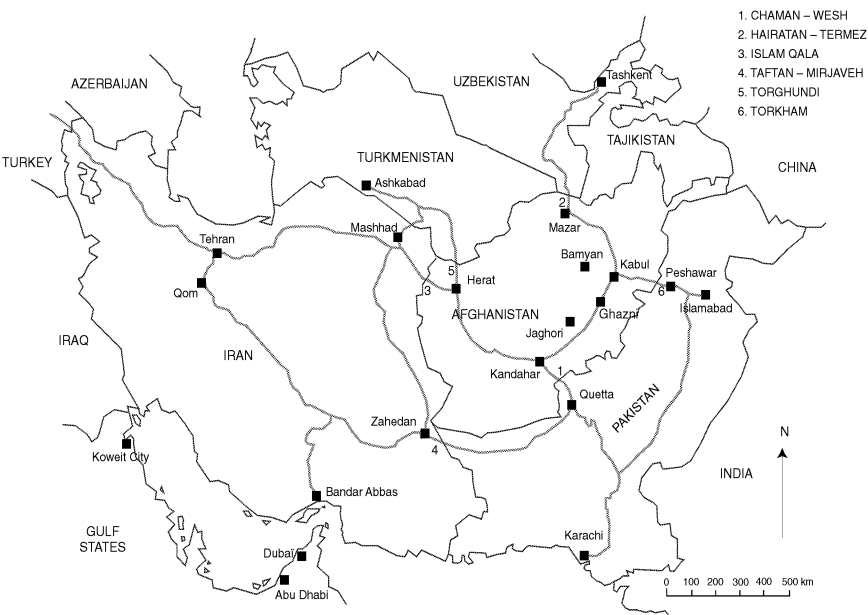 1. CHAMAN – WESH
2. HAIRATAN – TERMEZ
3. ISLAM QALA
4. TAFTAN – MIRJAVEH
5. TORGHUNDI
6. TORKHAM
AZERBAIJAN
UZBEKISTAN
Tashkent
TURKEY
TURKMENISTAN
TAJIKISTAN
CHINA
Ashkabad
2
Mazar
Tehran
Mashhad
Bamyan
Kabul
Peshawar
5
Herat
Qom
3
6
Islamabad
AFGHANISTAN
Ghazni
Jaghori
IRAQ
IRAN
Kandahar
1
Quetta
PAKISTAN
Zahedan
4
N
Koweit City
INDIA
Bandar Abbas
GULF
STATES
Karachi
Dubaï
Abu Dhabi
0 100 200 300 400 500 km